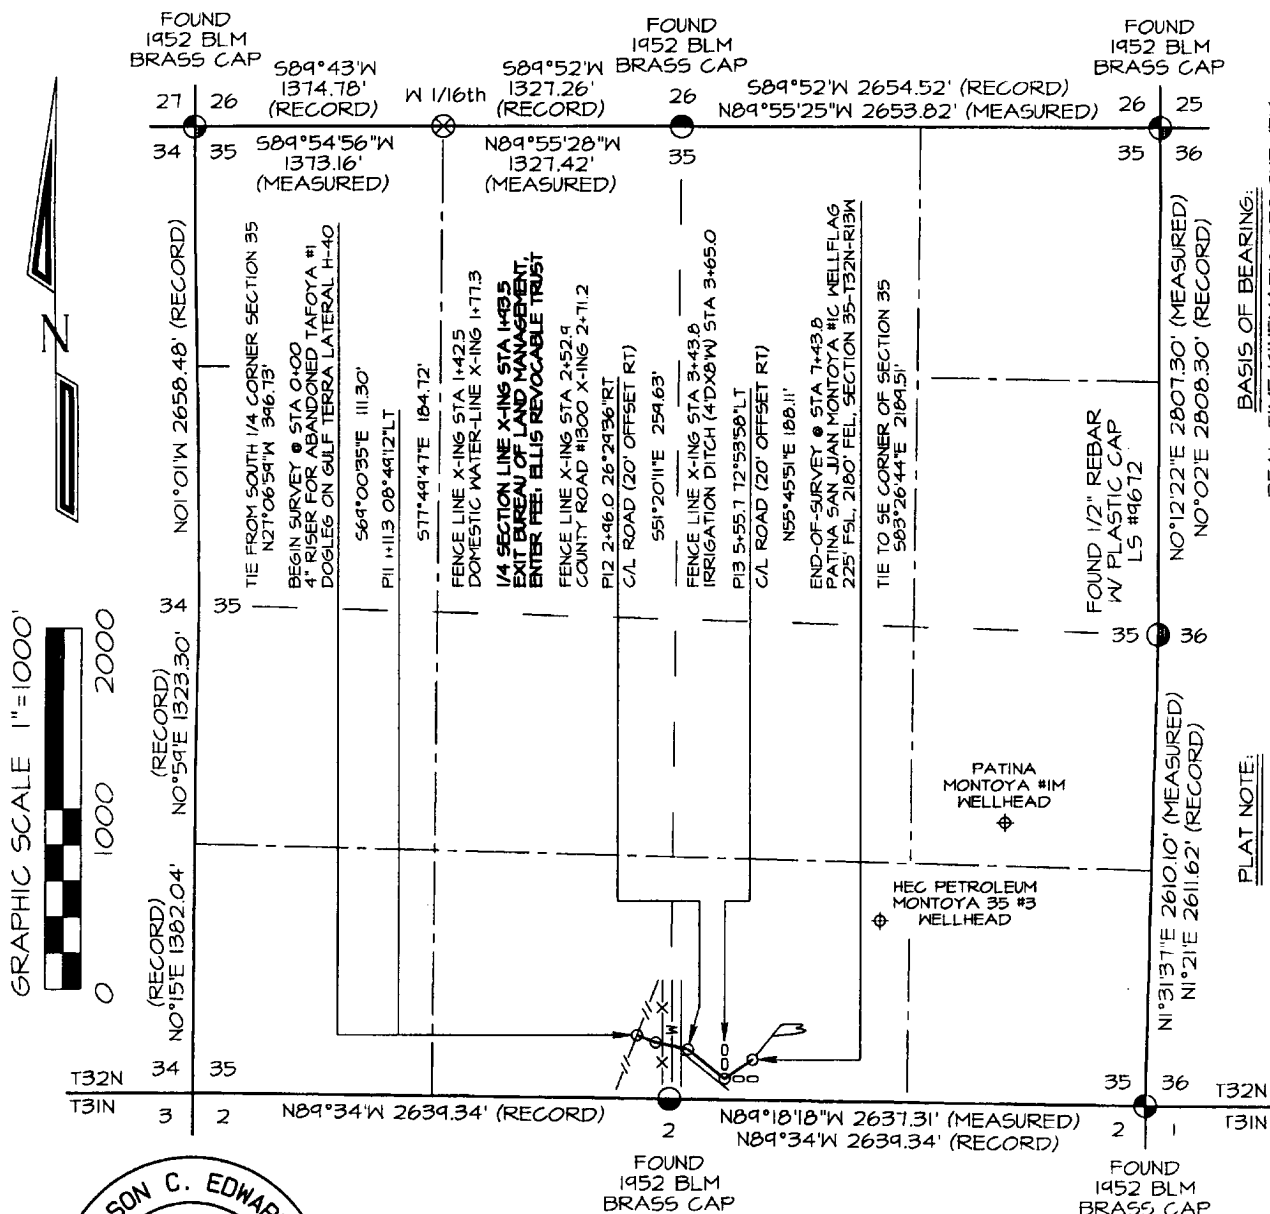 FOUND
1952 BLM
BRASS CAP
FOUND
1952 BLM
BRASS CAP
FOUND
1952 BLM
BRASS CAP
S89°43'W
1374.78'
(RECORD)
W 1/16th
S89°52'W
1327.26'
(RECORD)
S89°52'W 2654.52' (RECORD)
N89°55'25"W 2653.82' (MEASURED)
27 26
26
26 25
34 35
35
35 36
S89°54'56"W
1373.16'
(MEASURED)
N89°55'28"W
1327.42'
(MEASURED)
N
N0°01'W 2658.48' (RECORD)
TIE FROM SOUTH 1/4 CORNER SECTION 35
N27°06'59"W 396.73'
BEGIN SURVEY @ STA 0+00
4" RISER FOR ABANDONED TAFOYA #1
DOGLEG ON GULF TERRA LATERAL H-40
S69°00'35"E 111.30'
PI1 1+11.3 08°49'12"LT
S77°49'47"E 184.72'
FENCE LINE X-ING STA 1+42.5
DOMESTIC WATER-LINE X-ING 1+77.3
1/4 SECTION LINE X-ING STA 1+93.5
EXIT BUREAU OF LAND MANAGEMENT,
ENTER FEE, ELLIS REVOCABLE TRUST
FENCE LINE X-ING STA 2+52.9
COUNTY ROAD #1300 X-ING 2+71.2
PI2 2+96.0 26°29'36"RT
C/L ROAD (20' OFFSET RT)
S51°20'11"E 259.63'
FENCE LINE X-ING STA 3+43.8
IRRIGATION DITCH (4'DX8'W) STA 3+65.0
PI3 5+55.7 72°53'58"LT
C/L ROAD (20' OFFSET RT)
N55°45'51"E 188.11'
END-OF-SURVEY @ STA 7+43.8
PATINA SAN JUAN MONTOYA #1C WELLFLAG
225' FSL, 2180' FEL, SECTION 35-T32N-R13W
TIE TO SE CORNER OF SECTION 35
S83°26'44"E 2189.51'
FOUND 1/2" REBAR
W/ PLASTIC CAP
LS #9672
N0°12'22"E 2807.30' (MEASURED)
N0°02'E 2808.30' (RECORD)
BASIS OF BEARING:
34 35
35 36
GRAPHIC SCALE 1"=1000'
0 1000 2000
(RECORD)
N0°59'E 1323.30'
(RECORD)
N0°15'E 1382.04'
PATINA
MONTOYA #1M
WELLHEAD
HEC PETROLEUM
MONTOYA 35 #3
WELLHEAD
N1°31'37"E 2610.10' (MEASURED)
N1°21'E 2611.62' (RECORD)
PLAT NOTE:
34 35
35 36
T32N
T31N
T32N
T31N
3 2
2
2 1
N89°34'W 2639.34' (RECORD)
N89°18'18"W 2637.31' (MEASURED)
N89°34'W 2639.34' (RECORD)
FOUND
1952 BLM
BRASS CAP
FOUND
1952 BLM
BRASS CAP
SON C. EDWAR